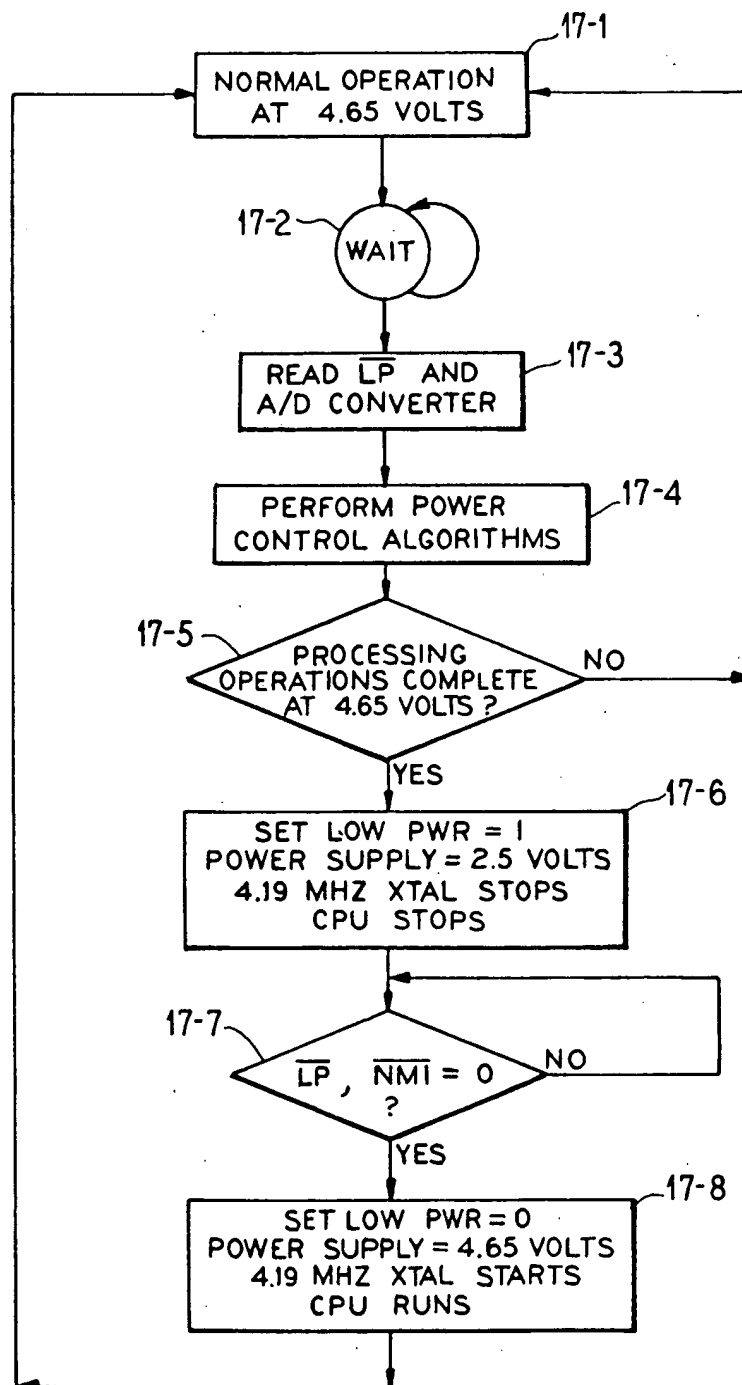 17-1
NORMAL OPERATION
AT 4.65 VOLTS
17-2
WAIT
17-3
READ L̅P̅ AND
A/D CONVERTER
17-4
PERFORM POWER
CONTROL ALGORITHMS
17-5
PROCESSING
OPERATIONS COMPLETE
AT 4.65 VOLTS ?
NO
YES
17-6
SET LOW PWR = 1
POWER SUPPLY = 2.5 VOLTS
4.19 MHZ XTAL STOPS
CPU STOPS
17-7
L̅P̅ , N̅M̅I̅ = 0
?
NO
YES
17-8
SET LOW PWR = 0
POWER SUPPLY = 4.65 VOLTS
4.19 MHZ XTAL STARTS
CPU RUNS